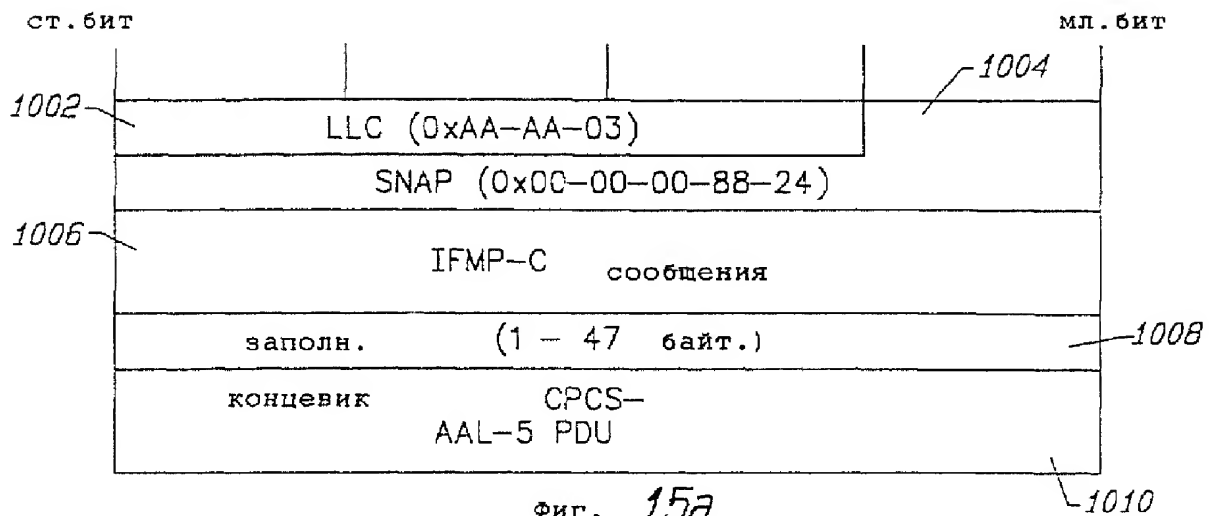 ст.бит мл.бит
1004
1002
LLC (0xAA-AA-03)
SNAP (0x00-00-00-88-24)
1006
IFMP-C сообщения
заполн. (1 – 47 байт.)
1008
концевик CPCS-
AAL-5 PDU
1010
Фиг. 15a